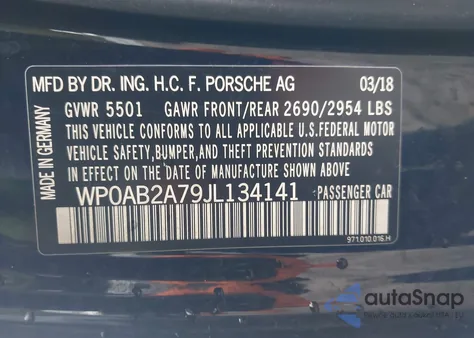 MFD BY DR. ING. H.C. F. PORSCHE AG 03/18
GVWR 5501 GAWR FRONT/REAR 2690/2954 LBS
THIS VEHICLE CONFORMS TO ALL APPLICABLE U.S.FEDERAL MOTOR
VEHICLE SAFETY,BUMPER,AND THEFT PREVENTION STANDARDS
IN EFFECT ON THE DATE OF MANUFACTURE SHOWN ABOVE.
WP0AB2A79JL134141 PASSENGER CAR
MADE IN GERMANY
971.010.016.H
autoSnap